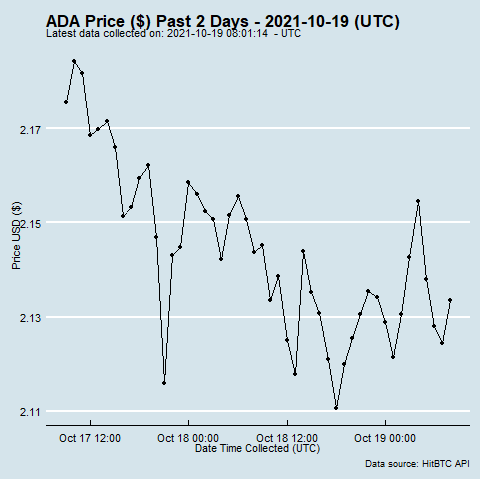 ADA Price ($) Past 2 Days - 2021-10-19 (UTC)
Latest data collected on: 2021-10-19 08:01:14 - UTC
2.17
2.15
2.13
2.11
Price USD ($)
Oct 17 12:00 Oct 18 00:00 Oct 18 12:00 Oct 19 00:00
Date Time Collected (UTC)
Data source: HitBTC API